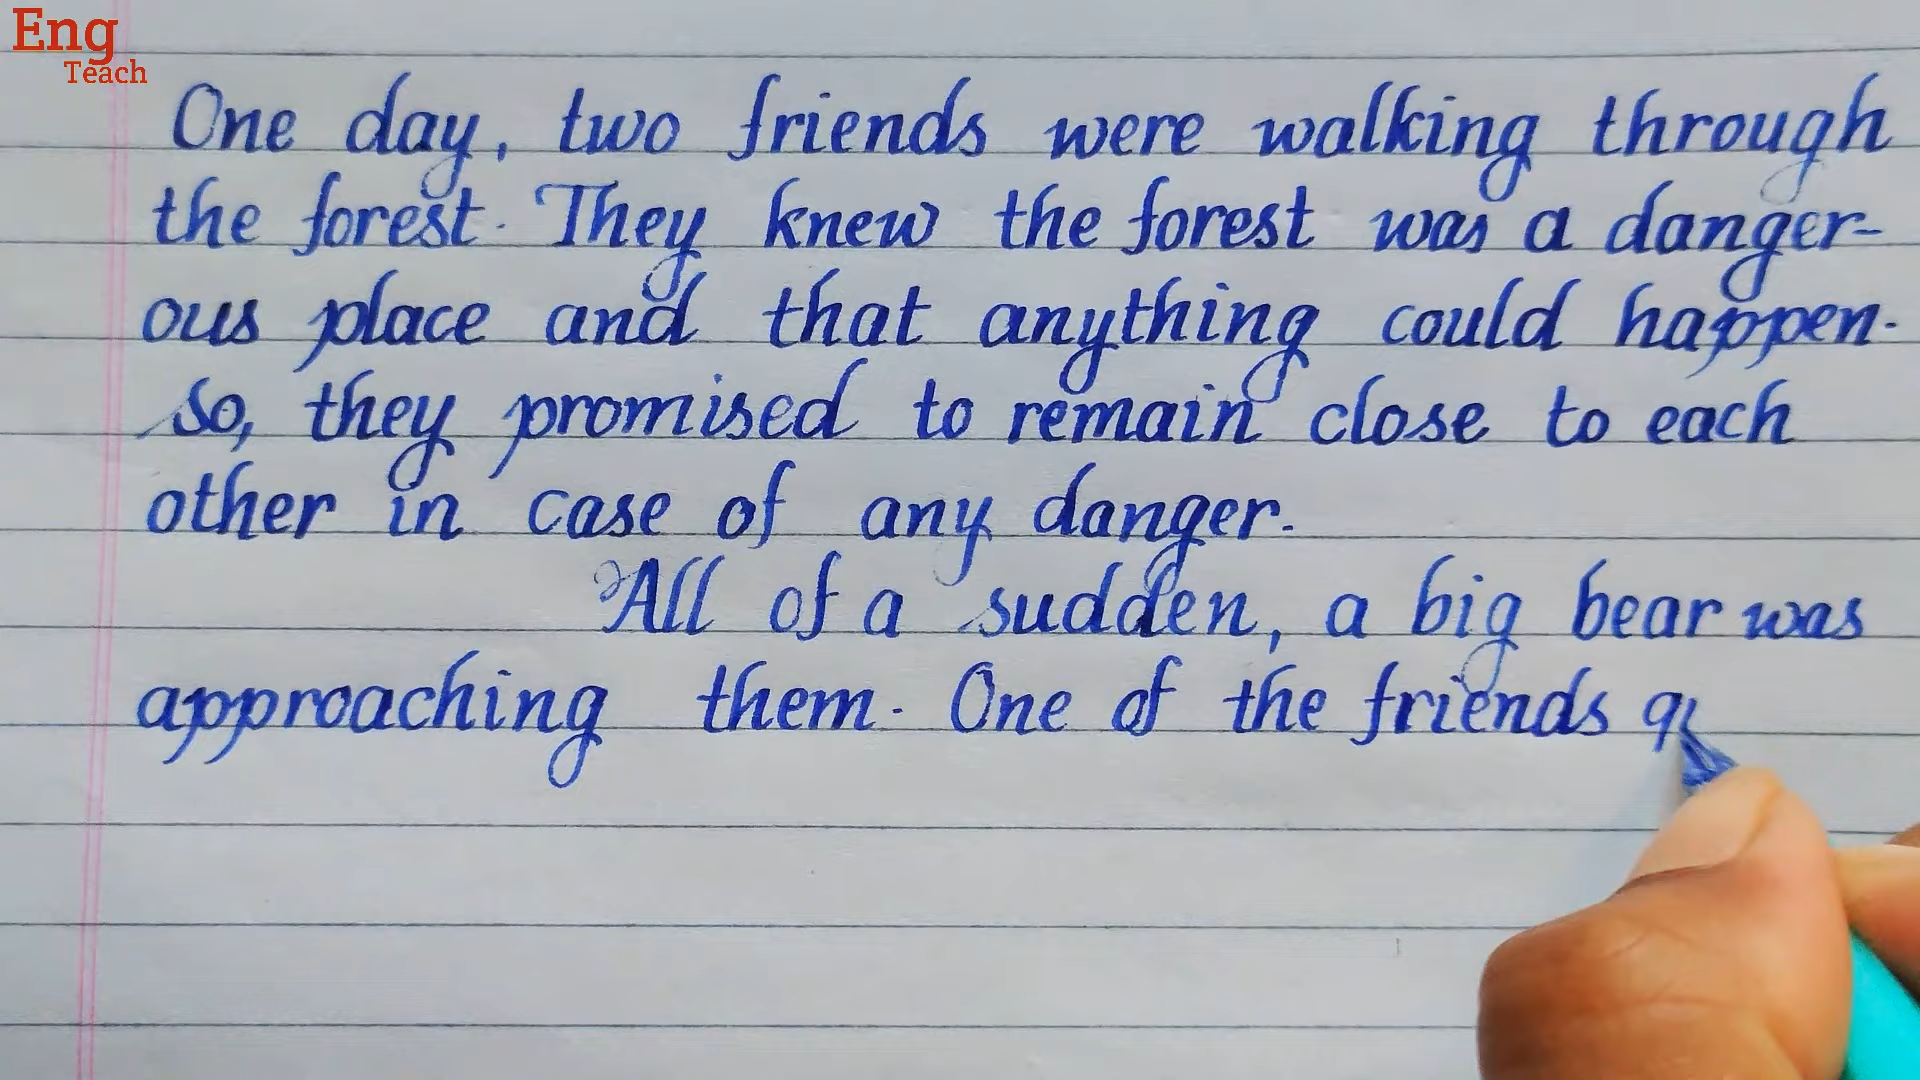 Eng
Teach
One day, two friends were walking through
the forest. They knew the forest was a danger-
ous place and that anything could happen.
So, they promised to remain close to each
other in case of any danger.
All of a sudden, a big bear was
approaching them. One of the friends qu